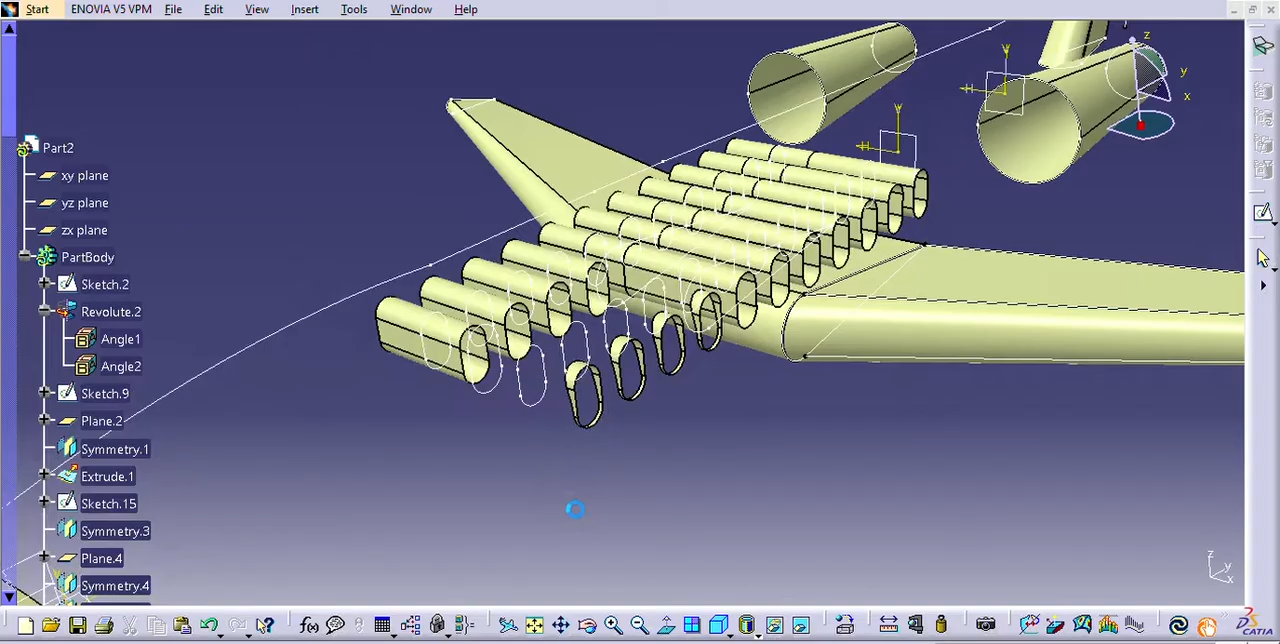 Start ENOVIA V5 VPM File Edit View Insert Tools Window Help
Part2
xy plane
yz plane
zx plane
PartBody
Sketch.2
Revolute.2
Angle1
Angle2
Sketch.9
Plane.2
Symmetry.1
Extrude.1
Sketch.15
Symmetry.3
Plane.4
Symmetry.4
z
y
x
V
H
V
H
z
y
x
f(x)
CATIA